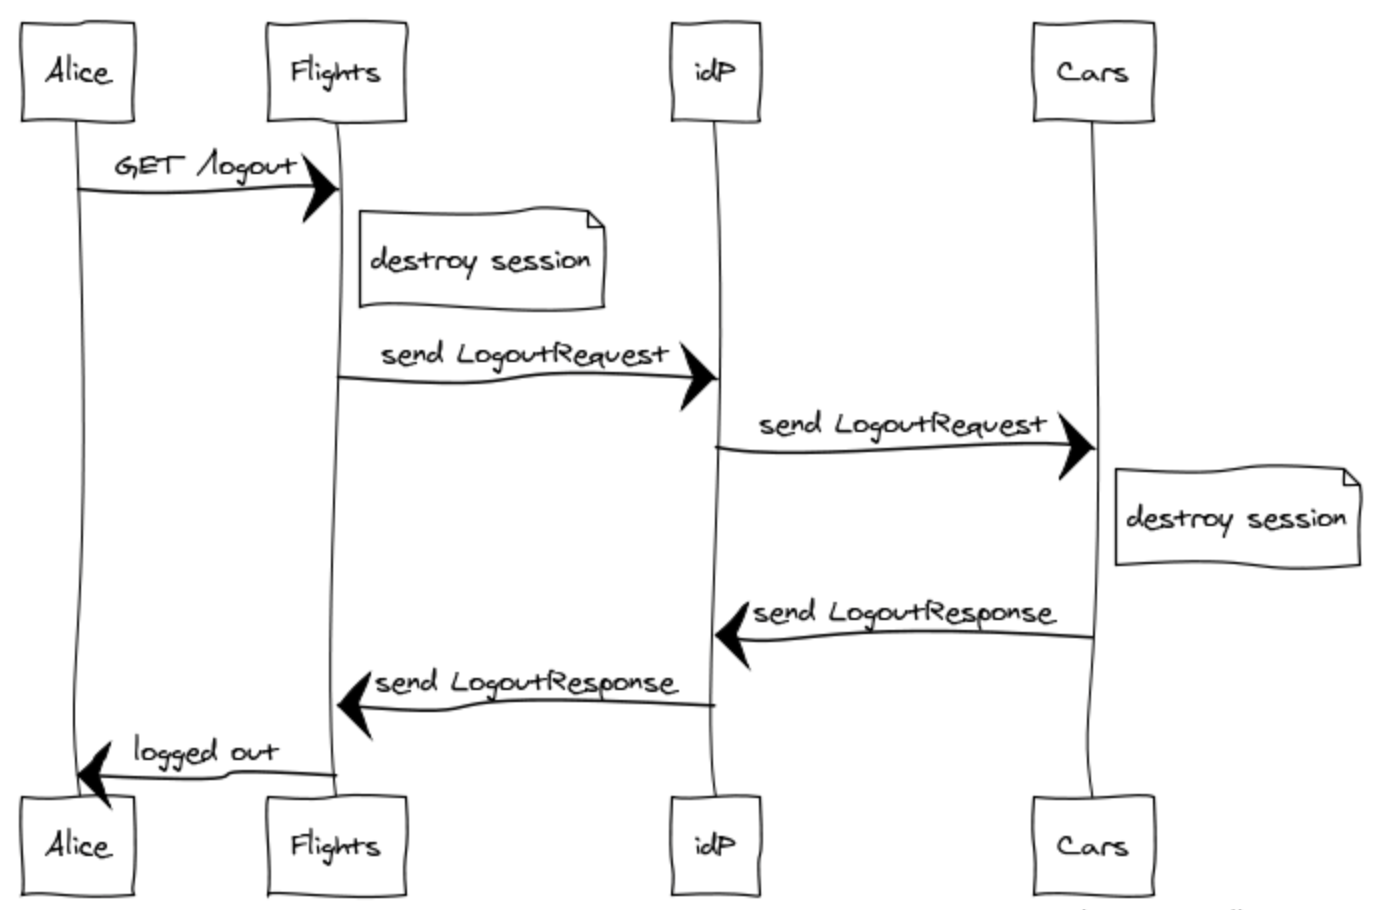 Alice
Flights
idP
Cars
GET /logout
destroy session
send LogoutRequest
send LogoutRequest
destroy session
send LogoutResponse
send LogoutResponse
logged out
Alice
Flights
idP
Cars